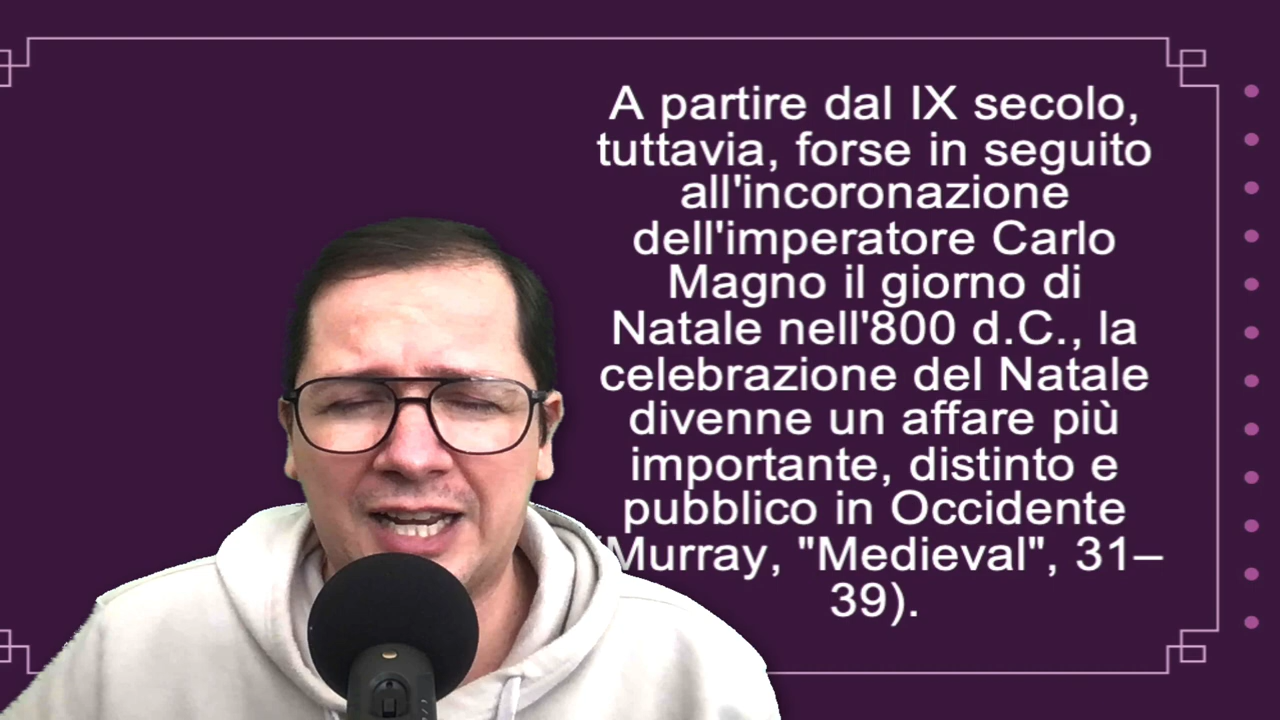 A partire dal IX secolo,
tuttavia, forse in seguito
all'incoronazione
dell'imperatore Carlo
Magno il giorno di
Natale nell'800 d.C., la
celebrazione del Natale
divenne un affare più
importante, distinto e
pubblico in Occidente
(Murray, "Medieval", 31–
39).